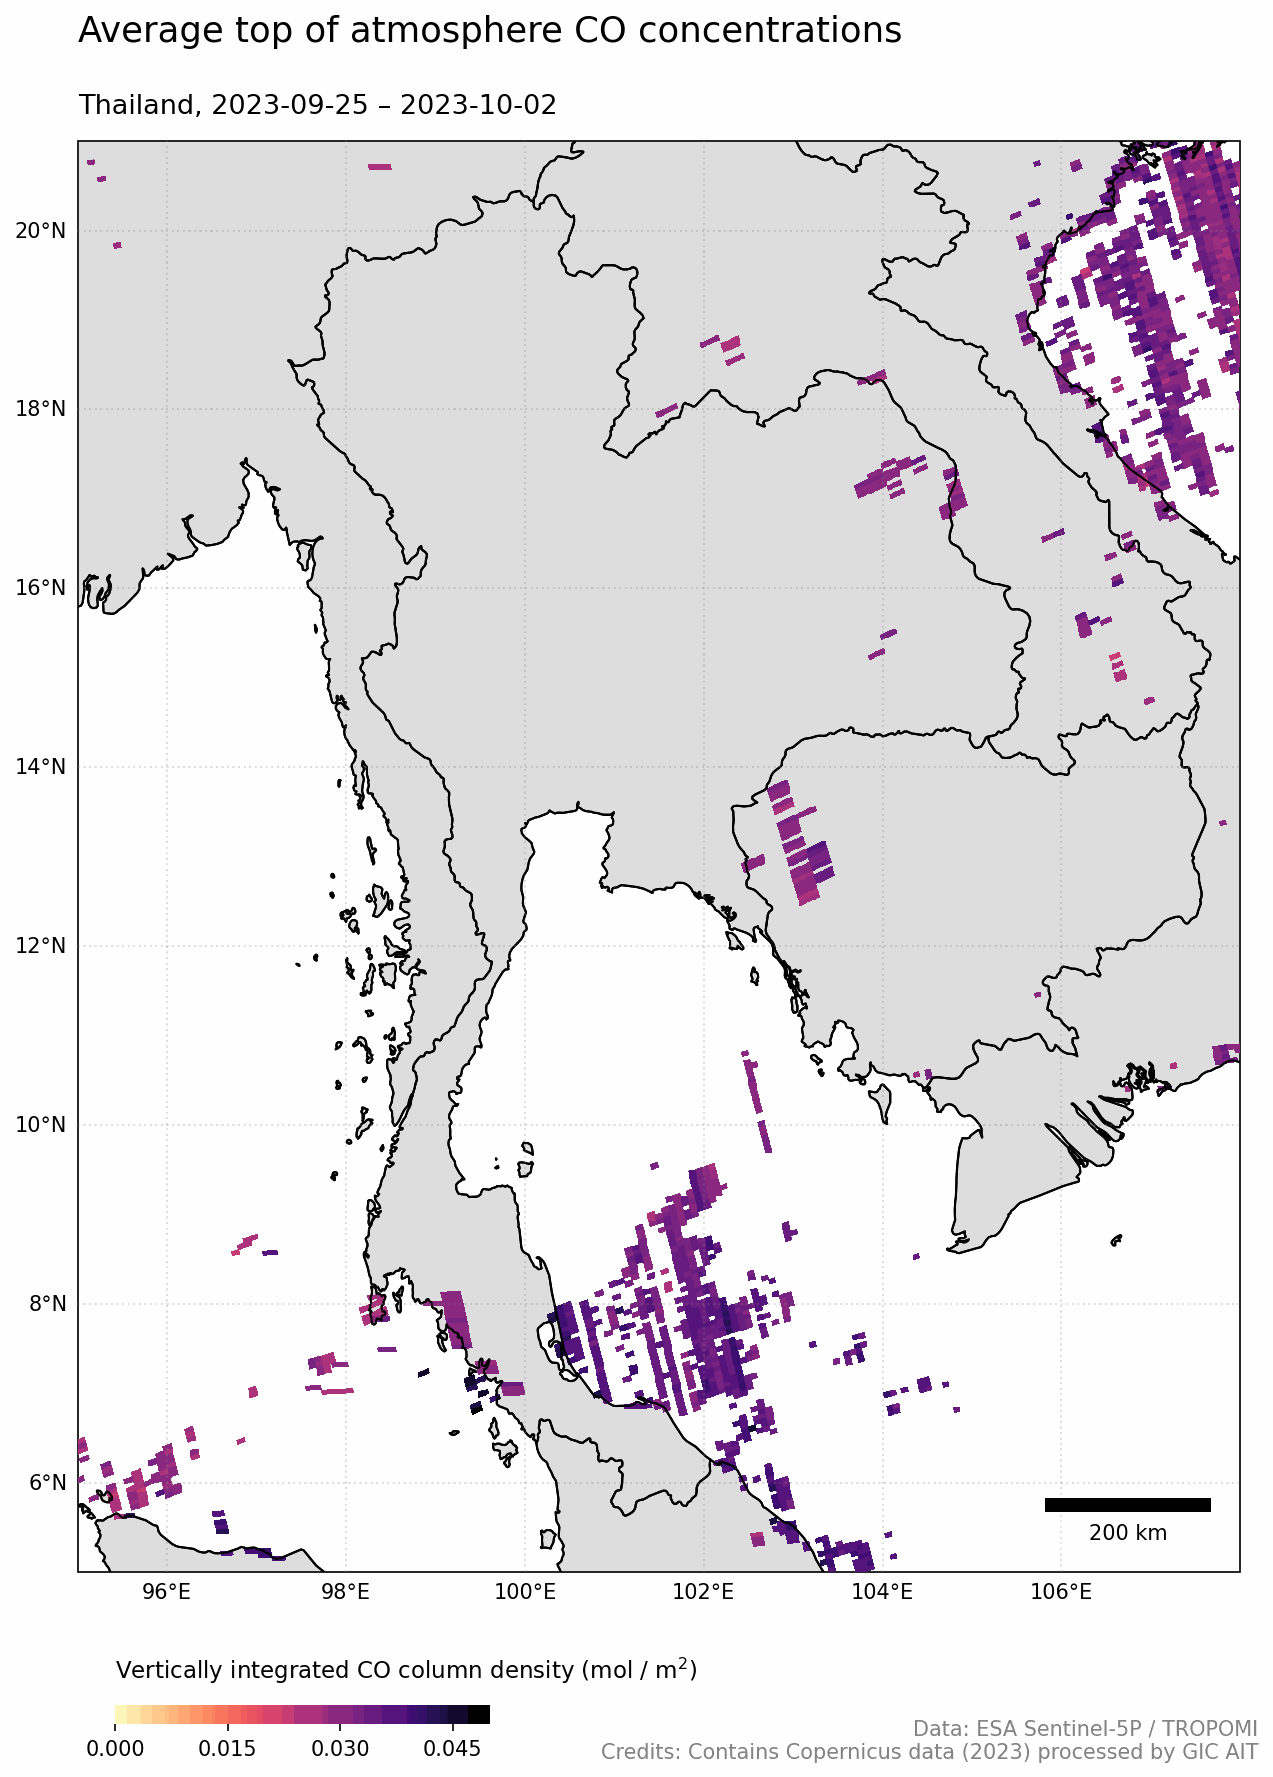 Average top of atmosphere CO concentrations
Thailand, 2023-09-25 – 2023-10-02
20°N
18°N
16°N
14°N
12°N
10°N
8°N
6°N
200 km
96°E 98°E 100°E 102°E 104°E 106°E
Vertically integrated CO column density (mol / m²)
0.000 0.015 0.030 0.045
Data: ESA Sentinel-5P / TROPOMI
Credits: Contains Copernicus data (2023) processed by GIC AIT